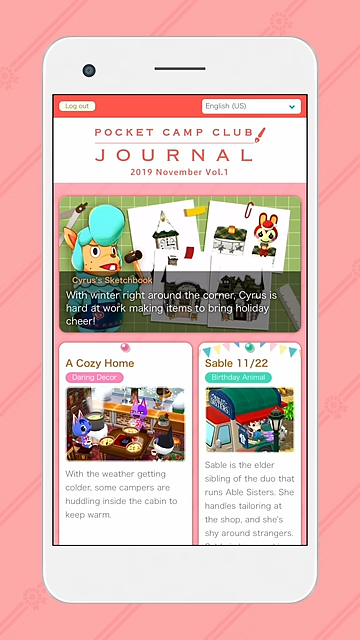 Log out
English (US)
POCKET CAMP CLUB
JOURNAL
2019 November Vol.1
Cyrus's Sketchbook
With winter right around the corner, Cyrus is
hard at work making items to bring holiday
cheer!
A Cozy Home
Daring Decor
With the weather getting
colder, some campers are
huddling inside the cabin to
keep warm.
Sable 11/22
Birthday Animal
Sable is the elder
sibling of the duo that
runs Able Sisters. She
handles tailoring at
the shop, and she's
shy around strangers.